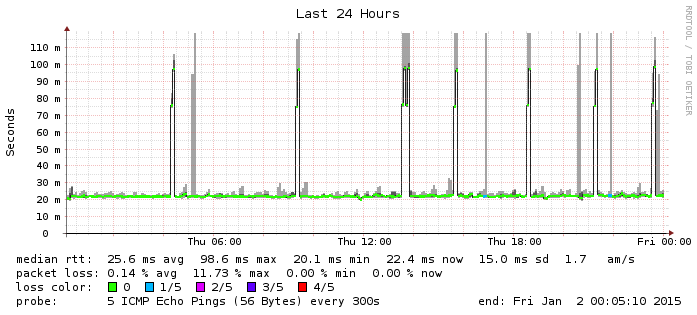 Last 24 Hours
RRDTOOL / TOBI OETIKER
Seconds
110 m
100 m
90 m
80 m
70 m
60 m
50 m
40 m
30 m
20 m
10 m
0
Thu 06:00 Thu 12:00 Thu 18:00 Fri 00:00
median rtt: 25.6 ms avg 98.6 ms max 20.1 ms min 22.4 ms now 15.0 ms sd 1.7 am/s
packet loss: 0.14 % avg 11.73 % max 0.00 % min 0.00 % now
loss color: 0 1/5 2/5 3/5 4/5
probe: 5 ICMP Echo Pings (56 Bytes) every 300s end: Fri Jan 2 00:05:10 2015